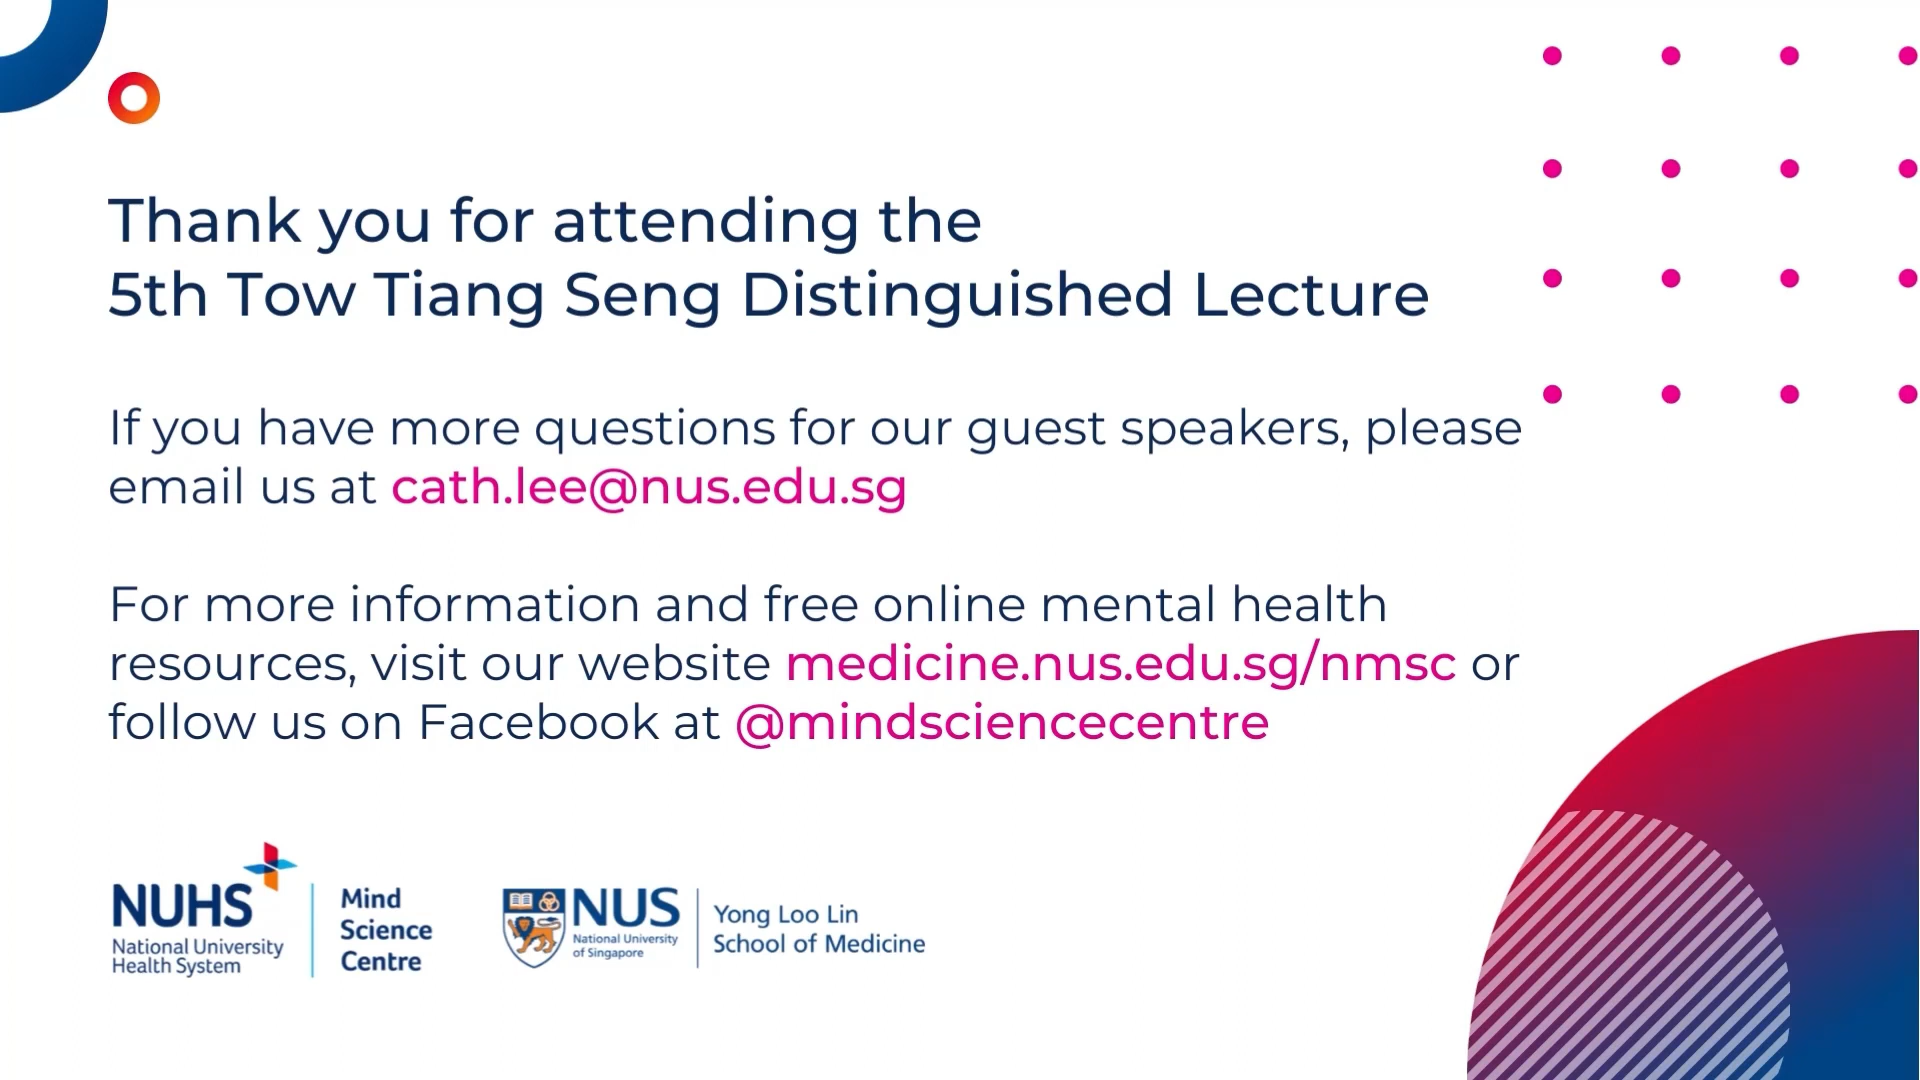 Thank you for attending the
5th Tow Tiang Seng Distinguished Lecture
If you have more questions for our guest speakers, please
email us at cath.lee@nus.edu.sg
For more information and free online mental health
resources, visit our website medicine.nus.edu.sg/nmsc or
follow us on Facebook at @mindsciencecentre
NUHS
National University
Health System
Mind
Science
Centre
NUS
National University
of Singapore
Yong Loo Lin
School of Medicine